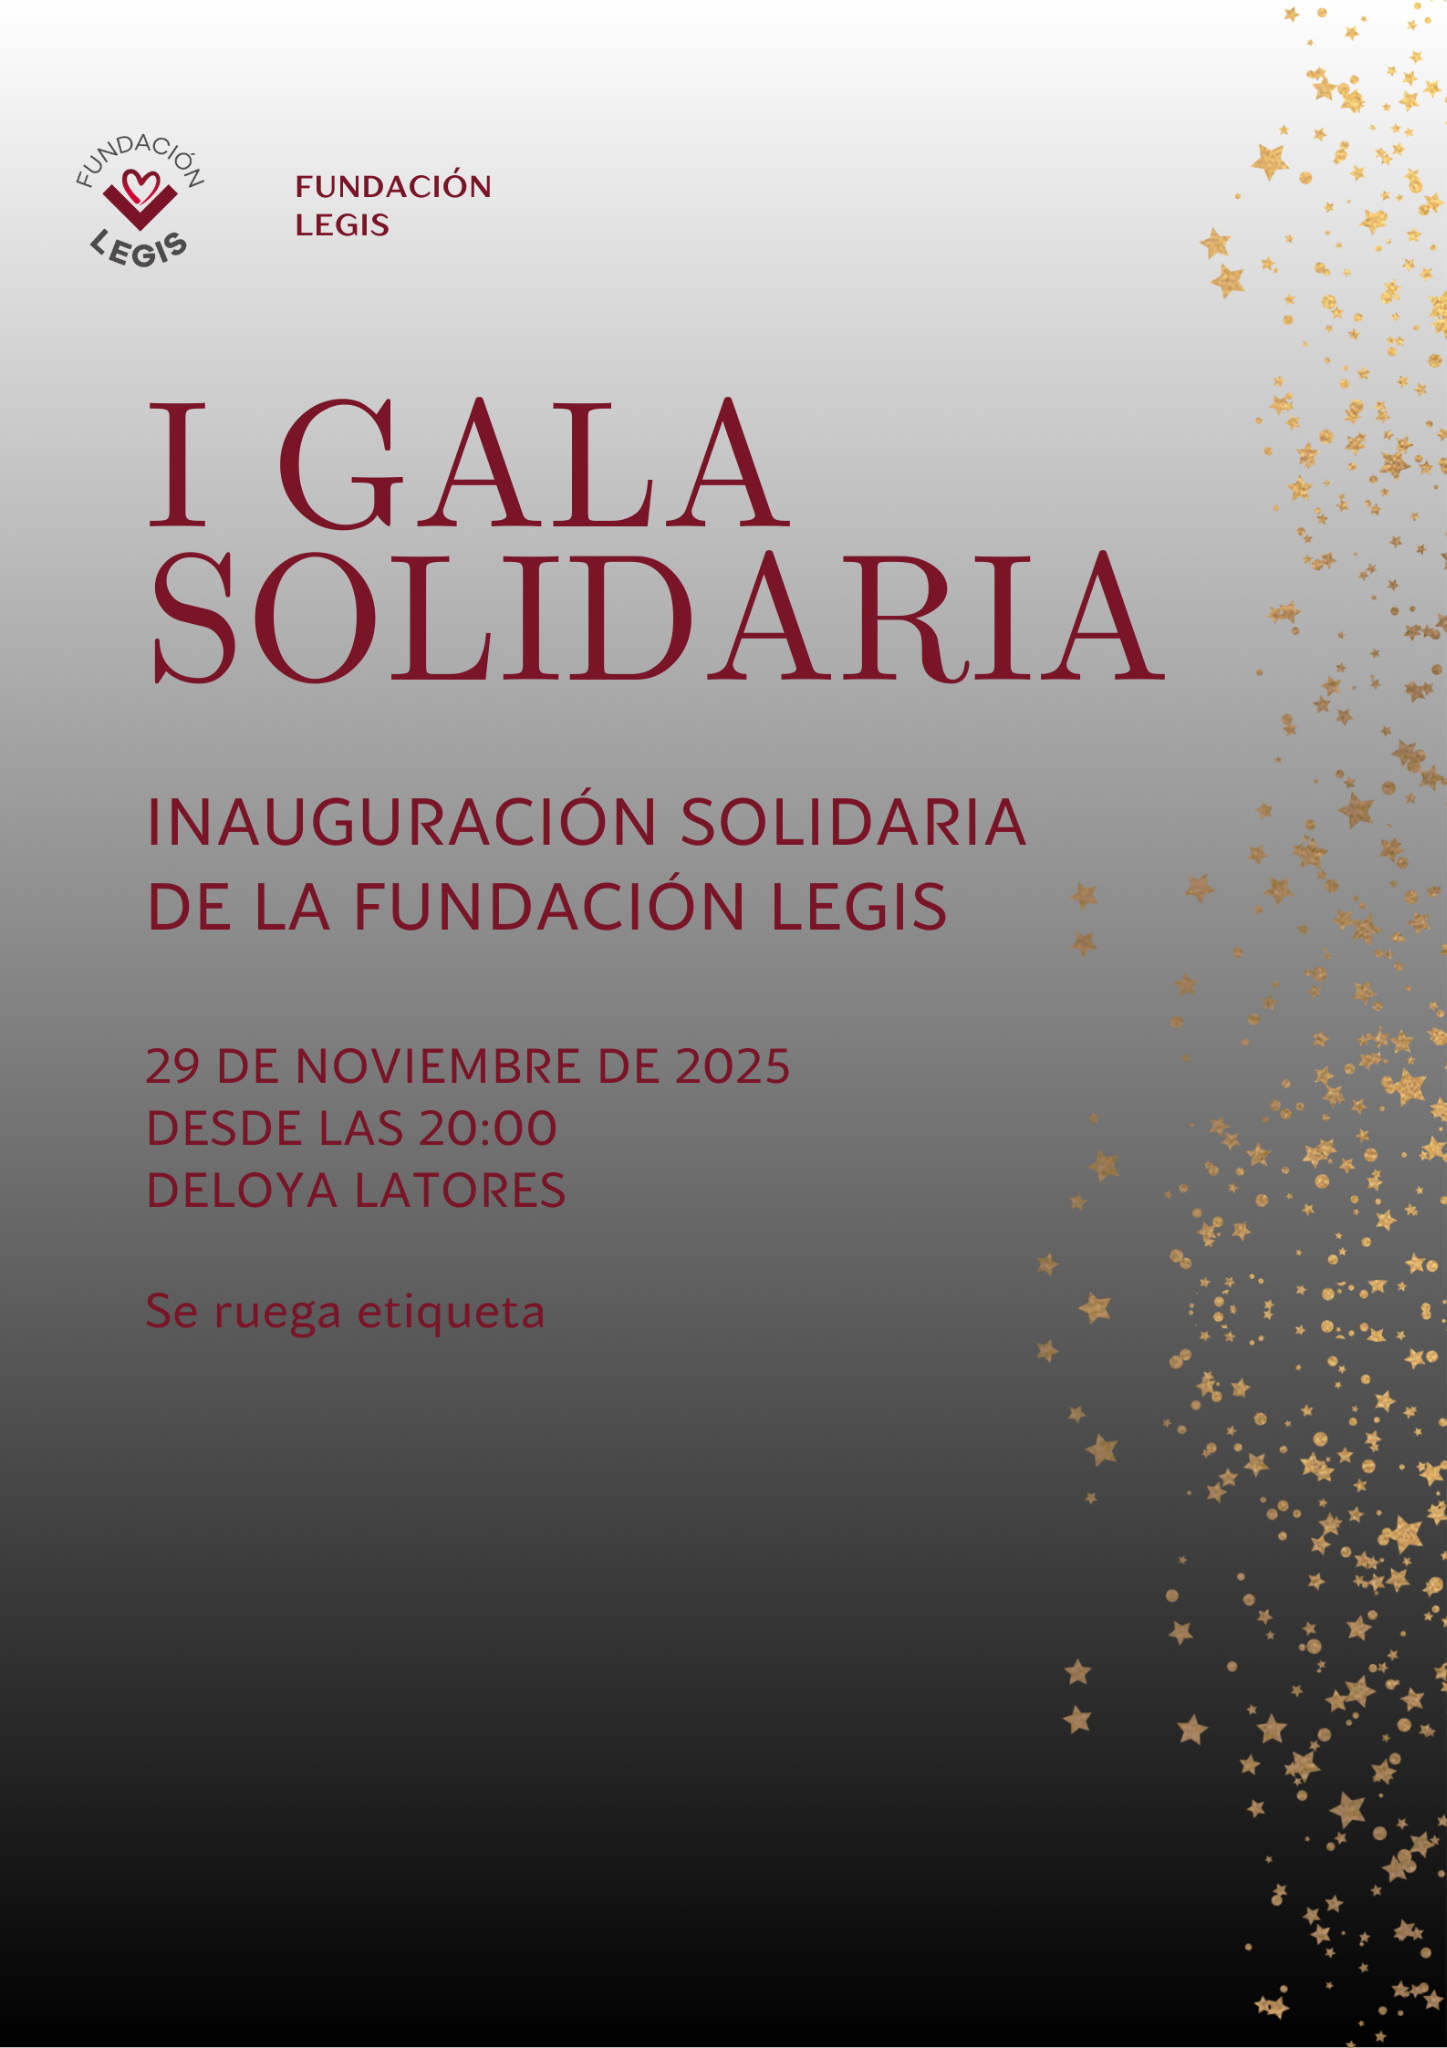 FUNDACIÓN
LEGIS
FUNDACIÓN
LEGIS
I GALA
SOLIDARIA
INAUGURACIÓN SOLIDARIA
DE LA FUNDACIÓN LEGIS
29 DE NOVIEMBRE DE 2025
DESDE LAS 20:00
DELOYA LATORES
Se ruega etiqueta